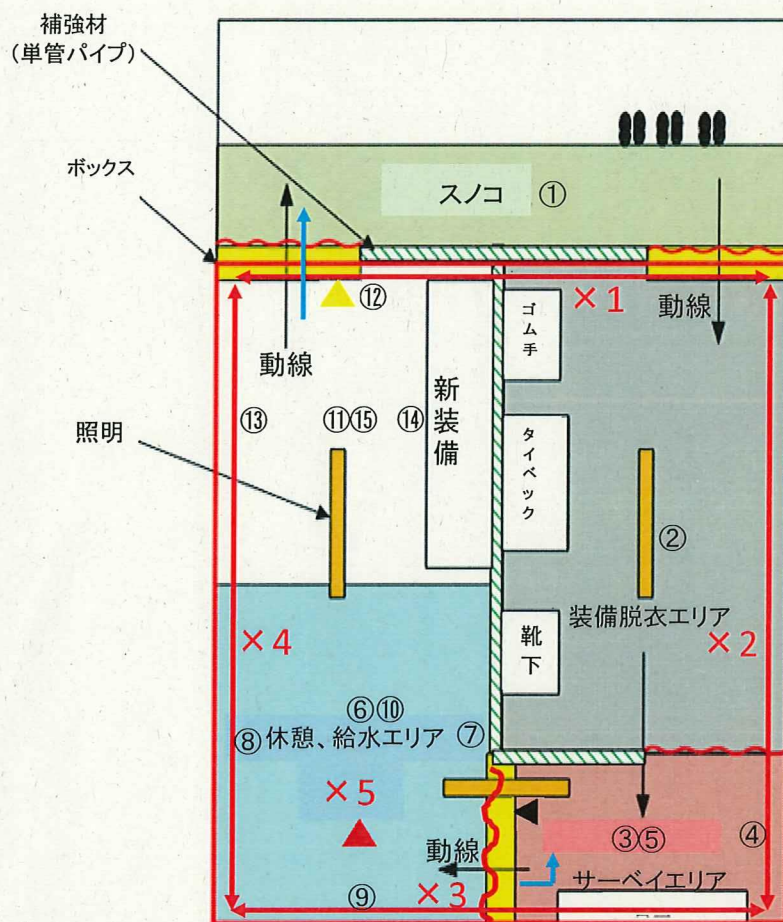 補強材
(単管パイプ)
ボックス
スノコ ①
×1
⑫
動線
動線
ゴム手
新装備
照明
⑬
⑪⑮
⑭
タイベック
②
装備脱衣エリア
靴下
×4
×2
⑥⑩
⑧休憩、給水エリア⑦
×5
③⑤
④
動線
サーベイエリア
×3
⑨